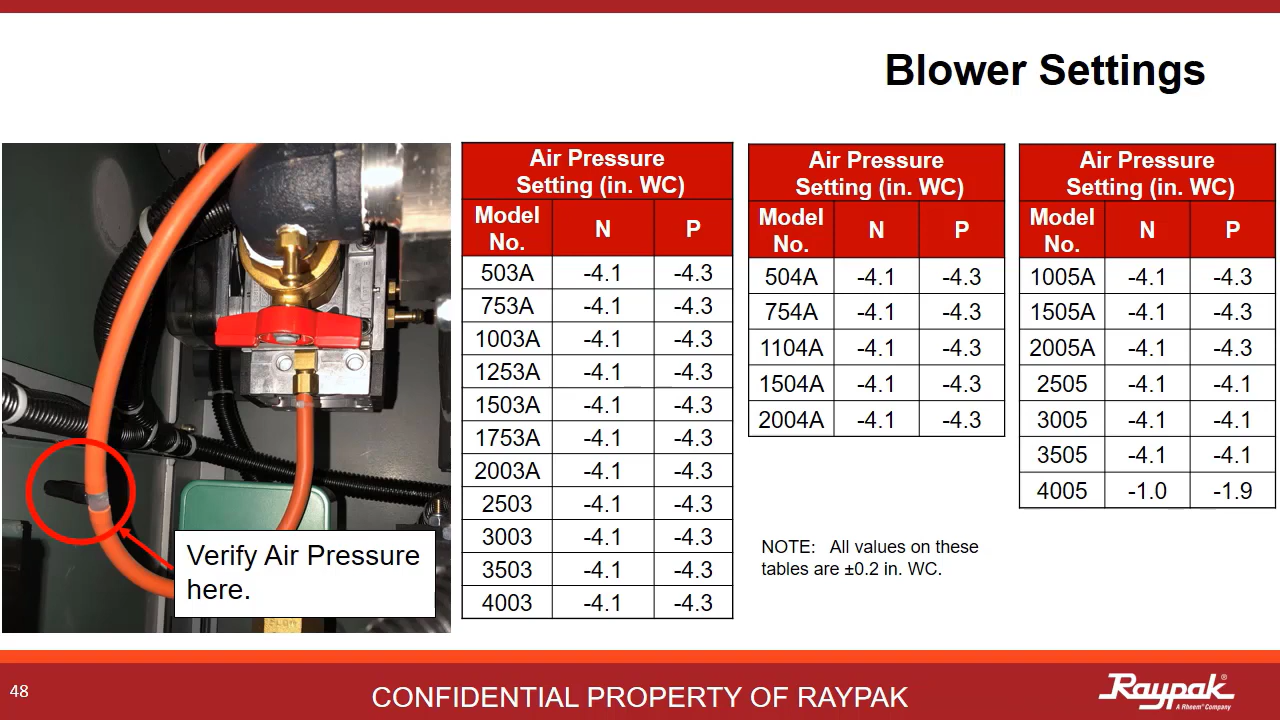 Blower Settings
Verify Air Pressure
here.
Air Pressure
Setting (in. WC)
Model No. N P
503A -4.1 -4.3
753A -4.1 -4.3
1003A -4.1 -4.3
1253A -4.1 -4.3
1503A -4.1 -4.3
1753A -4.1 -4.3
2003A -4.1 -4.3
2503 -4.1 -4.3
3003 -4.1 -4.3
3503 -4.1 -4.3
4003 -4.1 -4.3
Air Pressure
Setting (in. WC)
Model No. N P
504A -4.1 -4.3
754A -4.1 -4.3
1104A -4.1 -4.3
1504A -4.1 -4.3
2004A -4.1 -4.3
Air Pressure
Setting (in. WC)
Model No. N P
1005A -4.1 -4.3
1505A -4.1 -4.3
2005A -4.1 -4.3
2505 -4.1 -4.1
3005 -4.1 -4.1
3505 -4.1 -4.1
4005 -1.0 -1.9
NOTE: All values on these
tables are ±0.2 in. WC.
48
CONFIDENTIAL PROPERTY OF RAYPAK
Raypak®
A Rheem® Company